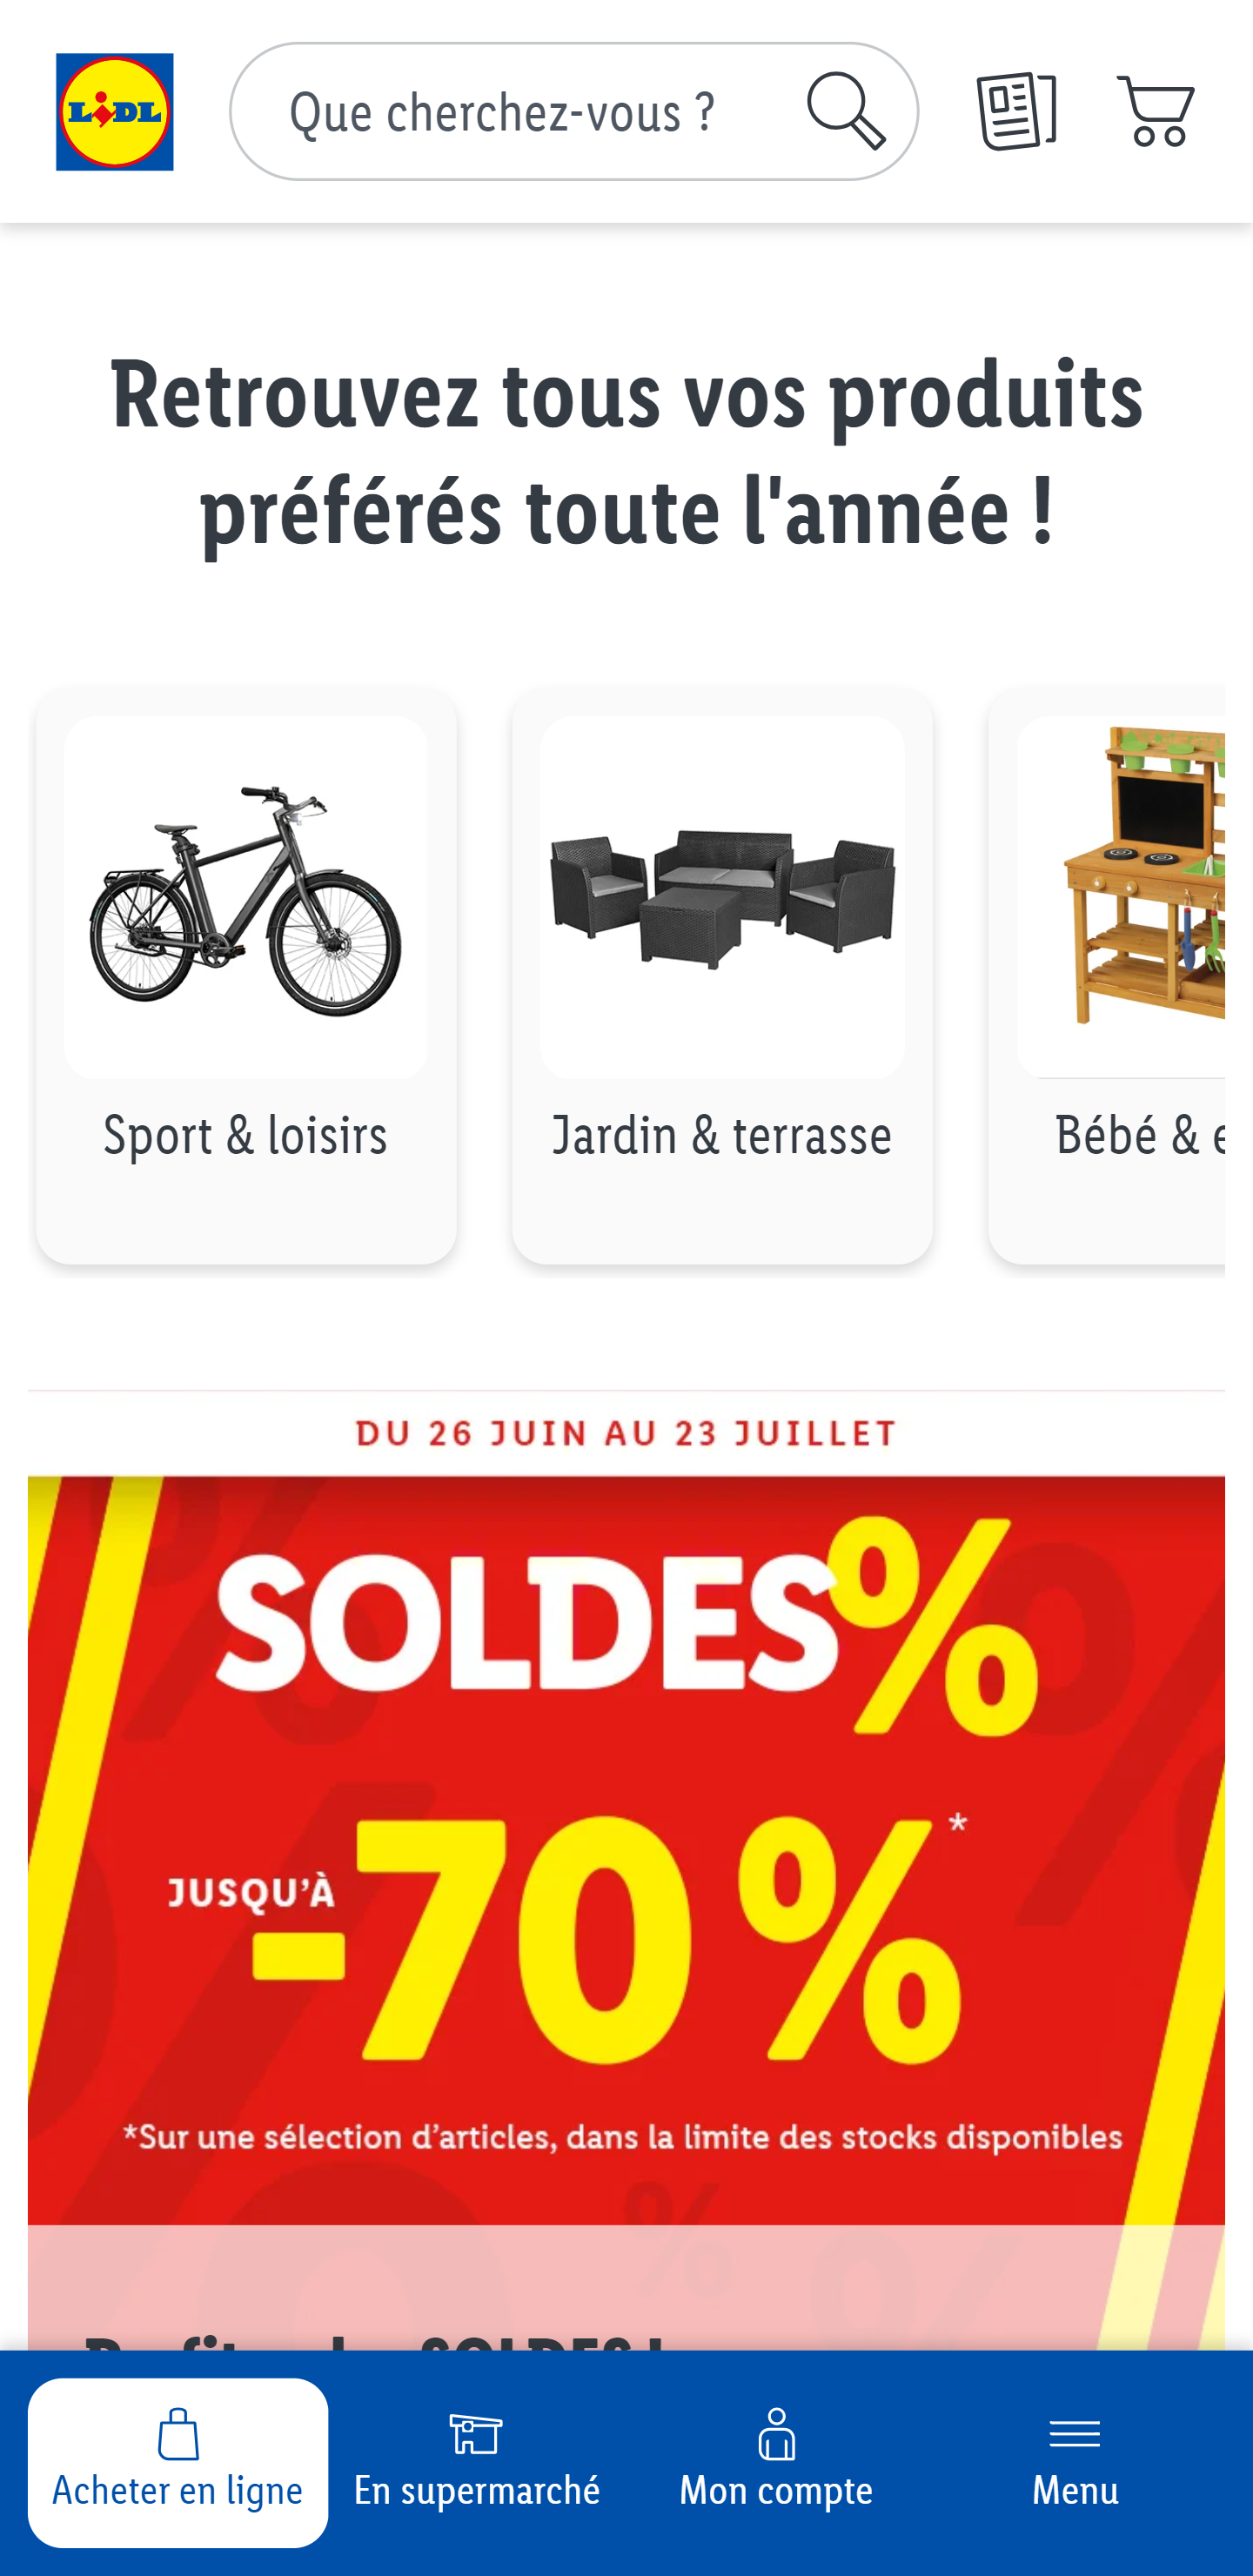 LIDL
Que cherchez-vous ?
Retrouvez tous vos produits
préférés toute l'année !
Sport & loisirs
Jardin & terrasse
Bébé &
DU 26 JUIN AU 23 JUILLET
SOLDES%
JUSQU'À
-70%*
*Sur une sélection d'articles, dans la limite des stocks disponibles
SOLDES !
Acheter en ligne
En supermarché
Mon compte
Menu